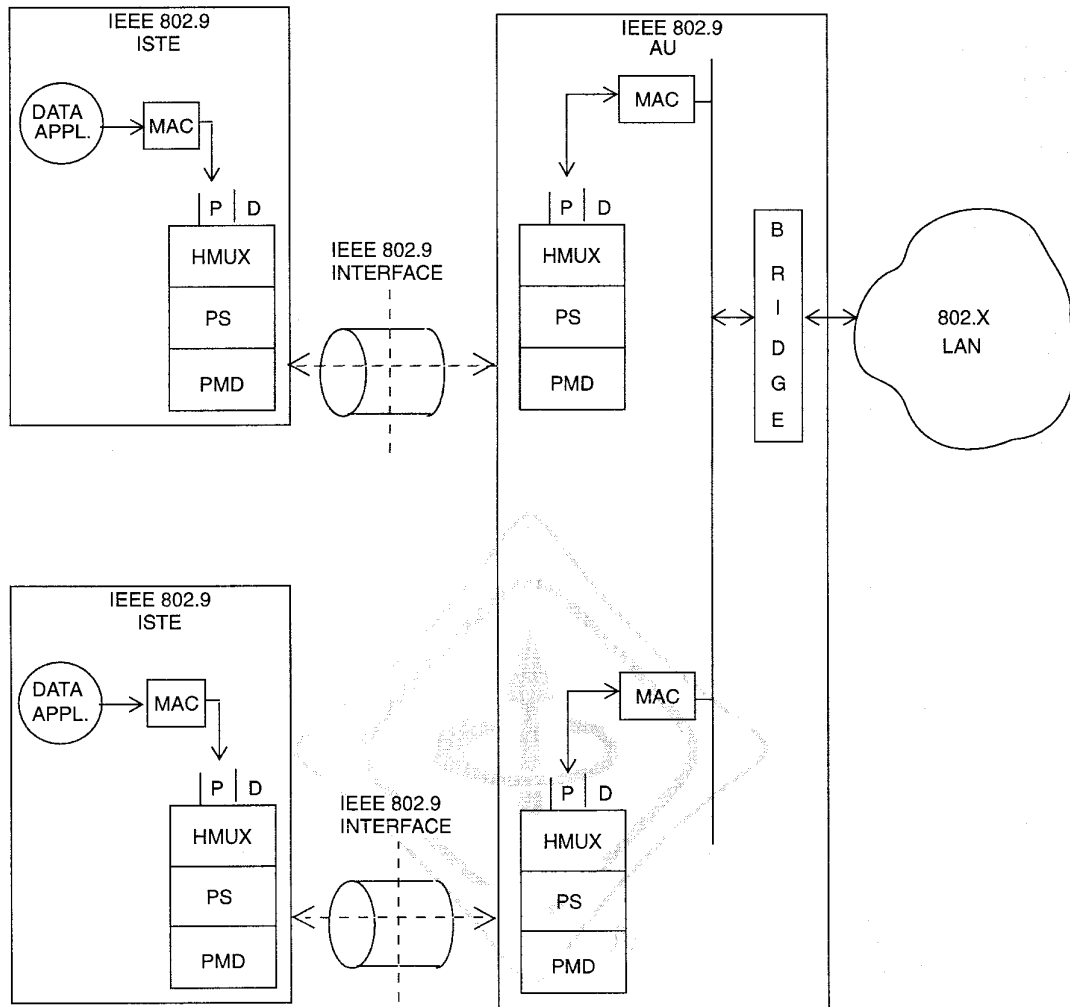 IEEE 802.9
ISTE
DATA
APPL.
MAC
P D
HMUX
PS
PMD
IEEE 802.9
INTERFACE
IEEE 802.9
AU
MAC
P D
HMUX
PS
PMD
BRIDGE
802.X
LAN
IEEE 802.9
ISTE
DATA
APPL.
MAC
P D
HMUX
PS
PMD
IEEE 802.9
INTERFACE
MAC
P D
HMUX
PS
PMD